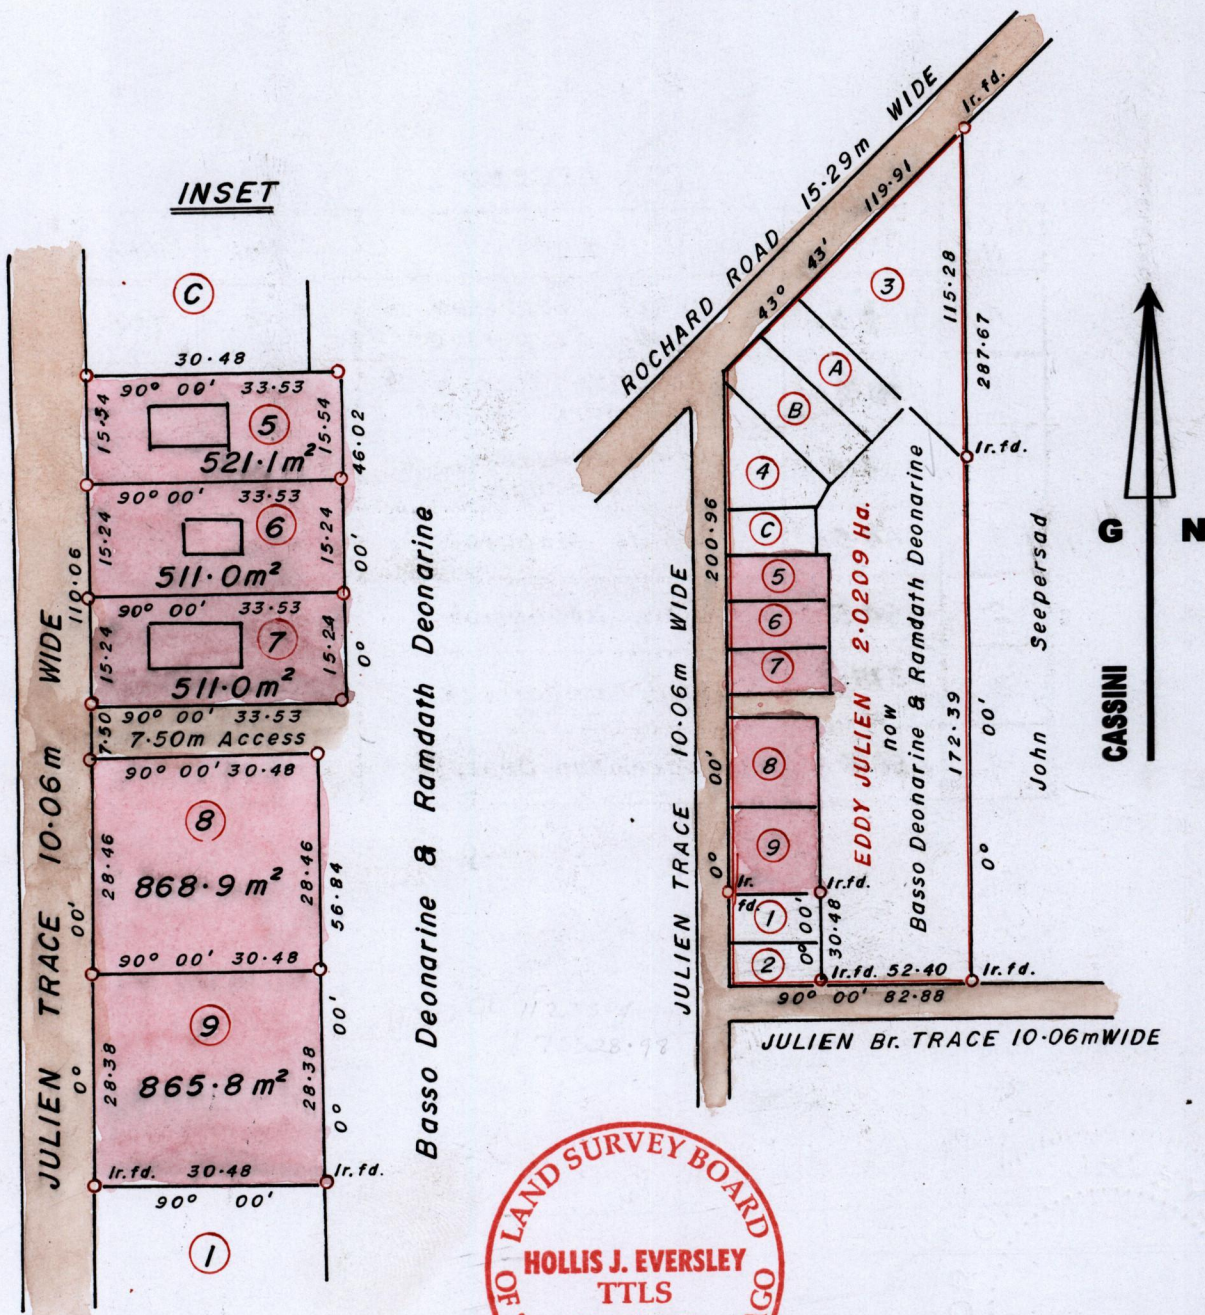 INSET
C
30·48
90° 00' 33·53
15·54
5
15·54
521·1m²
46·02
90° 00' 33·53
15·24
6
15·24
511·0m²
00'
110·06
90° 00' 33·53
15·24
7
15·24
0°
511·0m²
90° 00' 33·53
7·50
7·50m Access
90° 00' 30·48
8
28·46
868·9 m²
28·46
56·84
00'
90° 00' 30·48
9
0°
28·38
865·8 m²
28·38
00'
0°
Ir.fd. 30·48 Ir.fd.
90° 00'
1
JULIEN TRACE 10·06m WIDE
Basso Deonarine & Ramdath Deonarine
ROCHARD ROAD 15·29m WIDE
Ir.fd.
43° 43' 119·91
3
115·28
287·67
A
B
Ir.fd.
4
C
5
6
7
8
9
200·96
00'
0°
JULIEN TRACE 10·06m WIDE
EDDY JULIEN 2·0209 Ha.
now
Basso Deonarine & Ramdath Deonarine
172·39
00'
0°
John Seepersad
Ir.
fd.
Ir.fd.
1
0° 00'
30·48
2
Ir.fd. 52·40 Ir.fd.
90° 00' 82·88
JULIEN Br. TRACE 10·06mWIDE
G N
CASSINI
LAND SURVEY BOARD
OF
HOLLIS J. EVERSLEY
TTLS